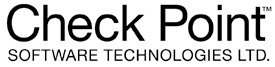 Check Point™
SOFTWARE TECHNOLOGIES LTD.